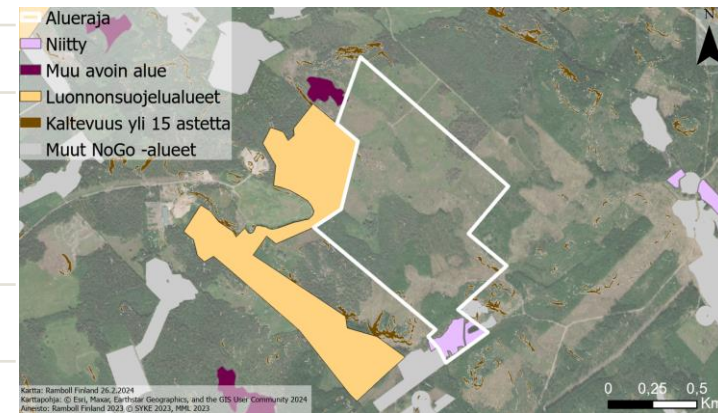 Alueraja
Niitty
Muu avoin alue
Luonnonsuojelualueet
Kaltevuus yli 15 astetta
Muut NoGo -alueet
N
Kartta: Ramboll Finland 26.2.2024
Karttapohja: © Esri, Maxar, Earthstar Geographics, and the GIS User Community 2024
Aineisto: Ramboll Finland 2023 © SYKE 2023, MML 2023
0 0,25 0,5
Km